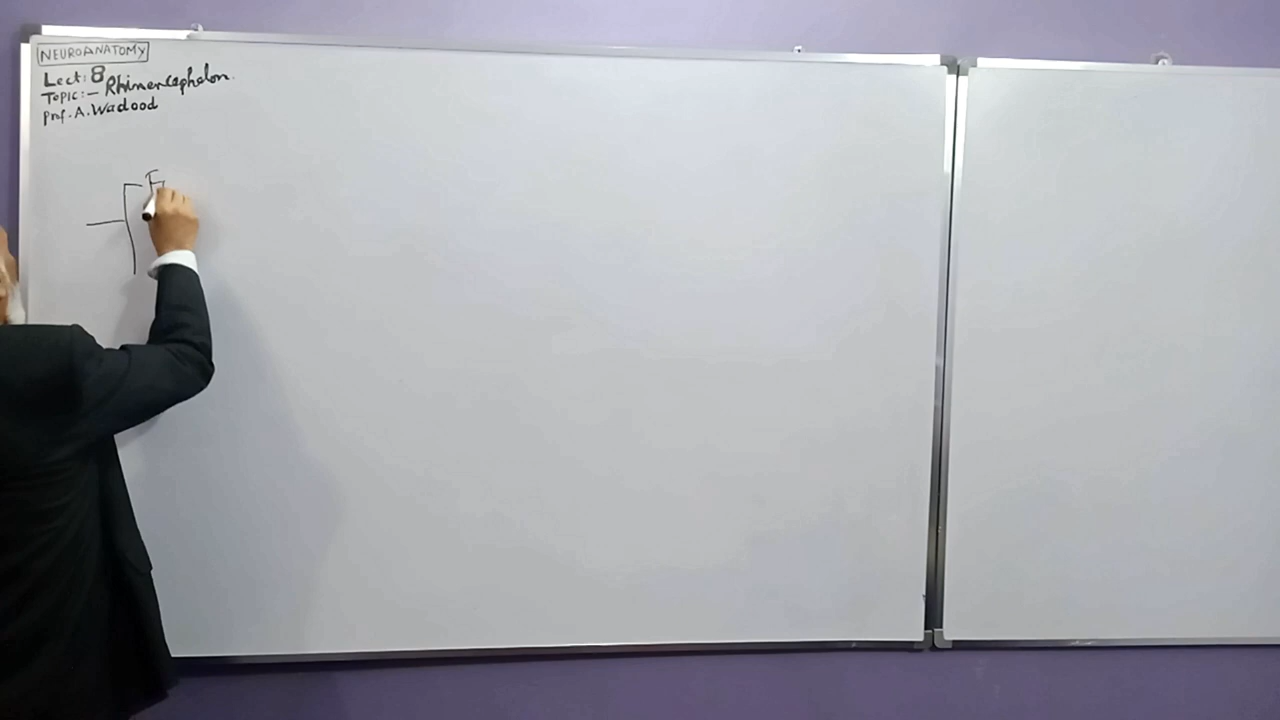 NEUROANATOMY
Lect: 8
Topic:- Rhinencephalon.
Prof. A. Wadood
F